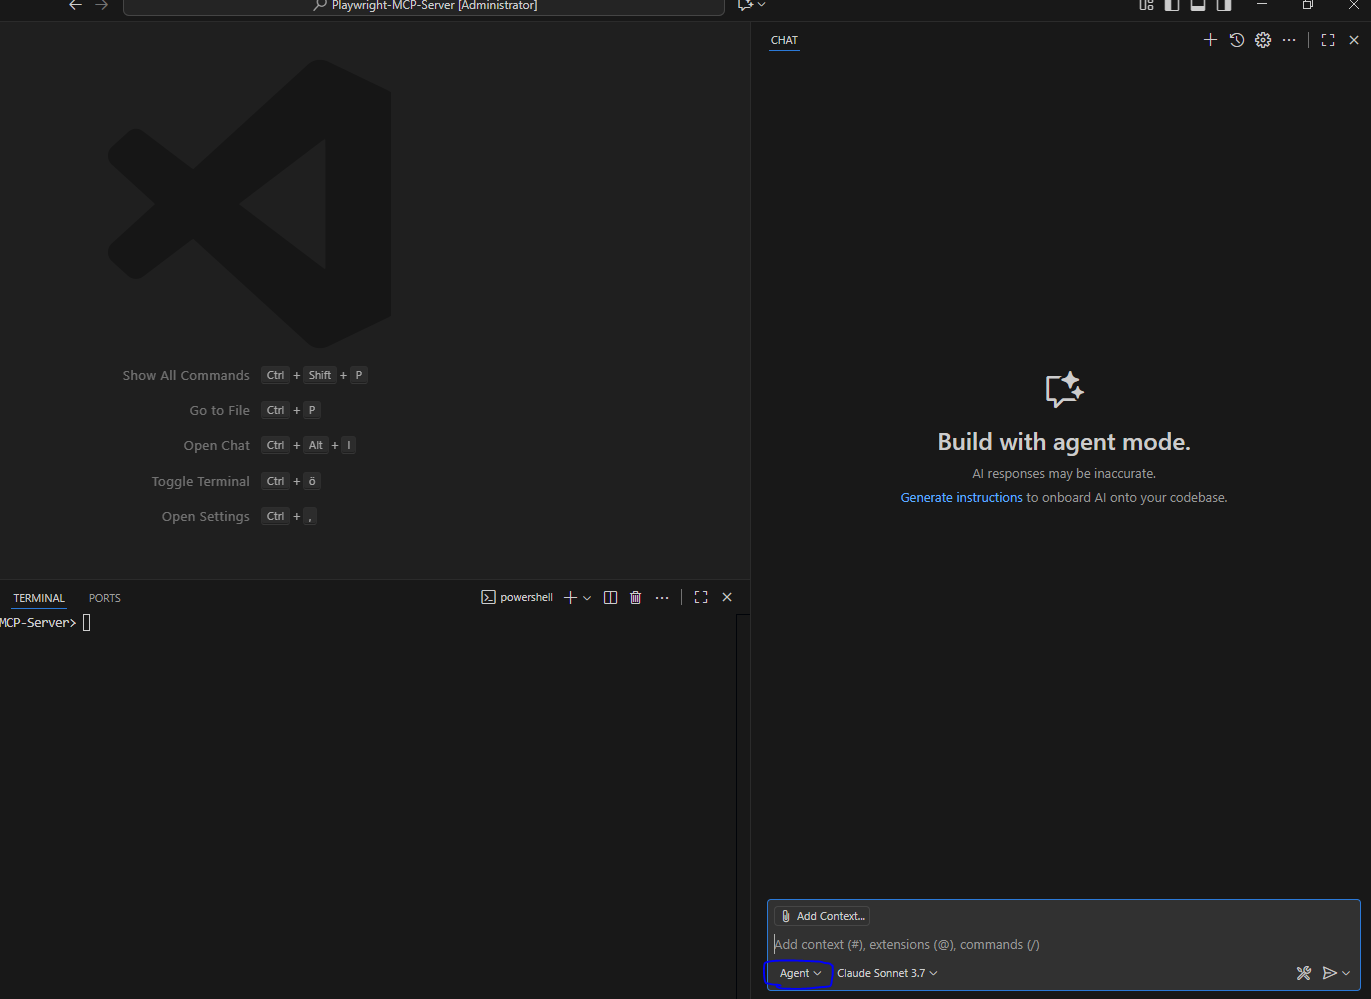 Playwright-MCP-Server [Administrator]
CHAT
Show All Commands Ctrl + Shift + P
Go to File Ctrl + P
Open Chat Ctrl + Alt + I
Toggle Terminal Ctrl + ö
Open Settings Ctrl + ,
Build with agent mode.
AI responses may be inaccurate.
Generate instructions to onboard AI onto your codebase.
TERMINAL PORTS powershell
MCP-Server>
Add Context...
Add context (#), extensions (@), commands (/)
Agent Claude Sonnet 3.7